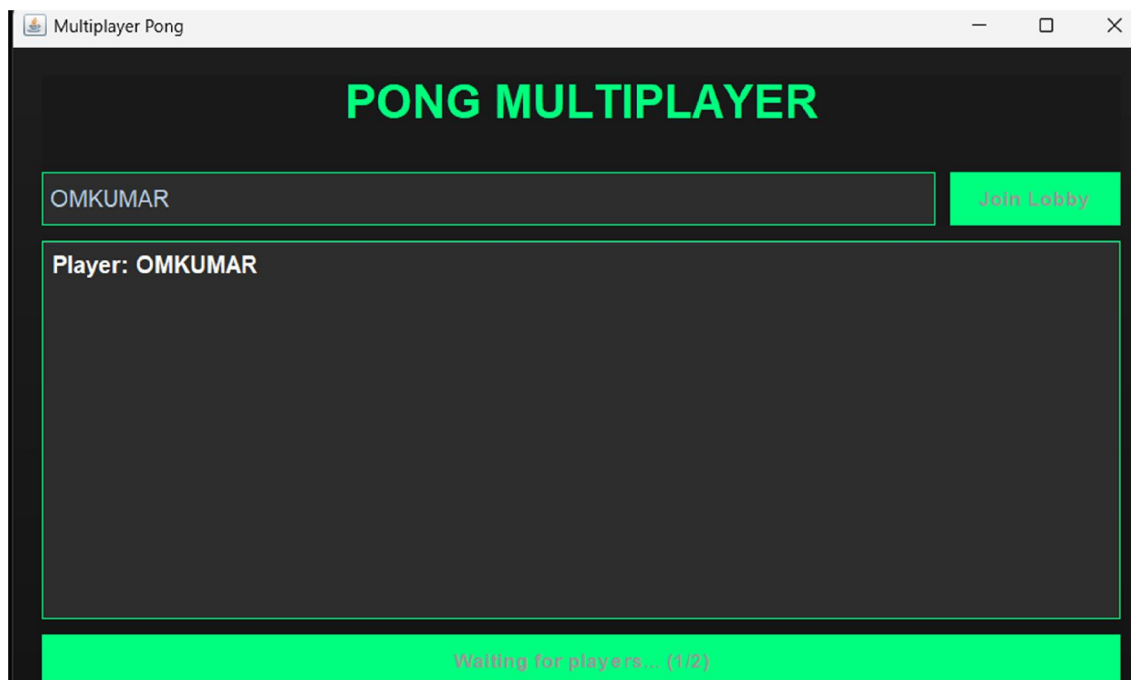 Multiplayer Pong
PONG MULTIPLAYER
OMKUMAR
Join Lobby
Player: OMKUMAR
Waiting for players... (1/2)